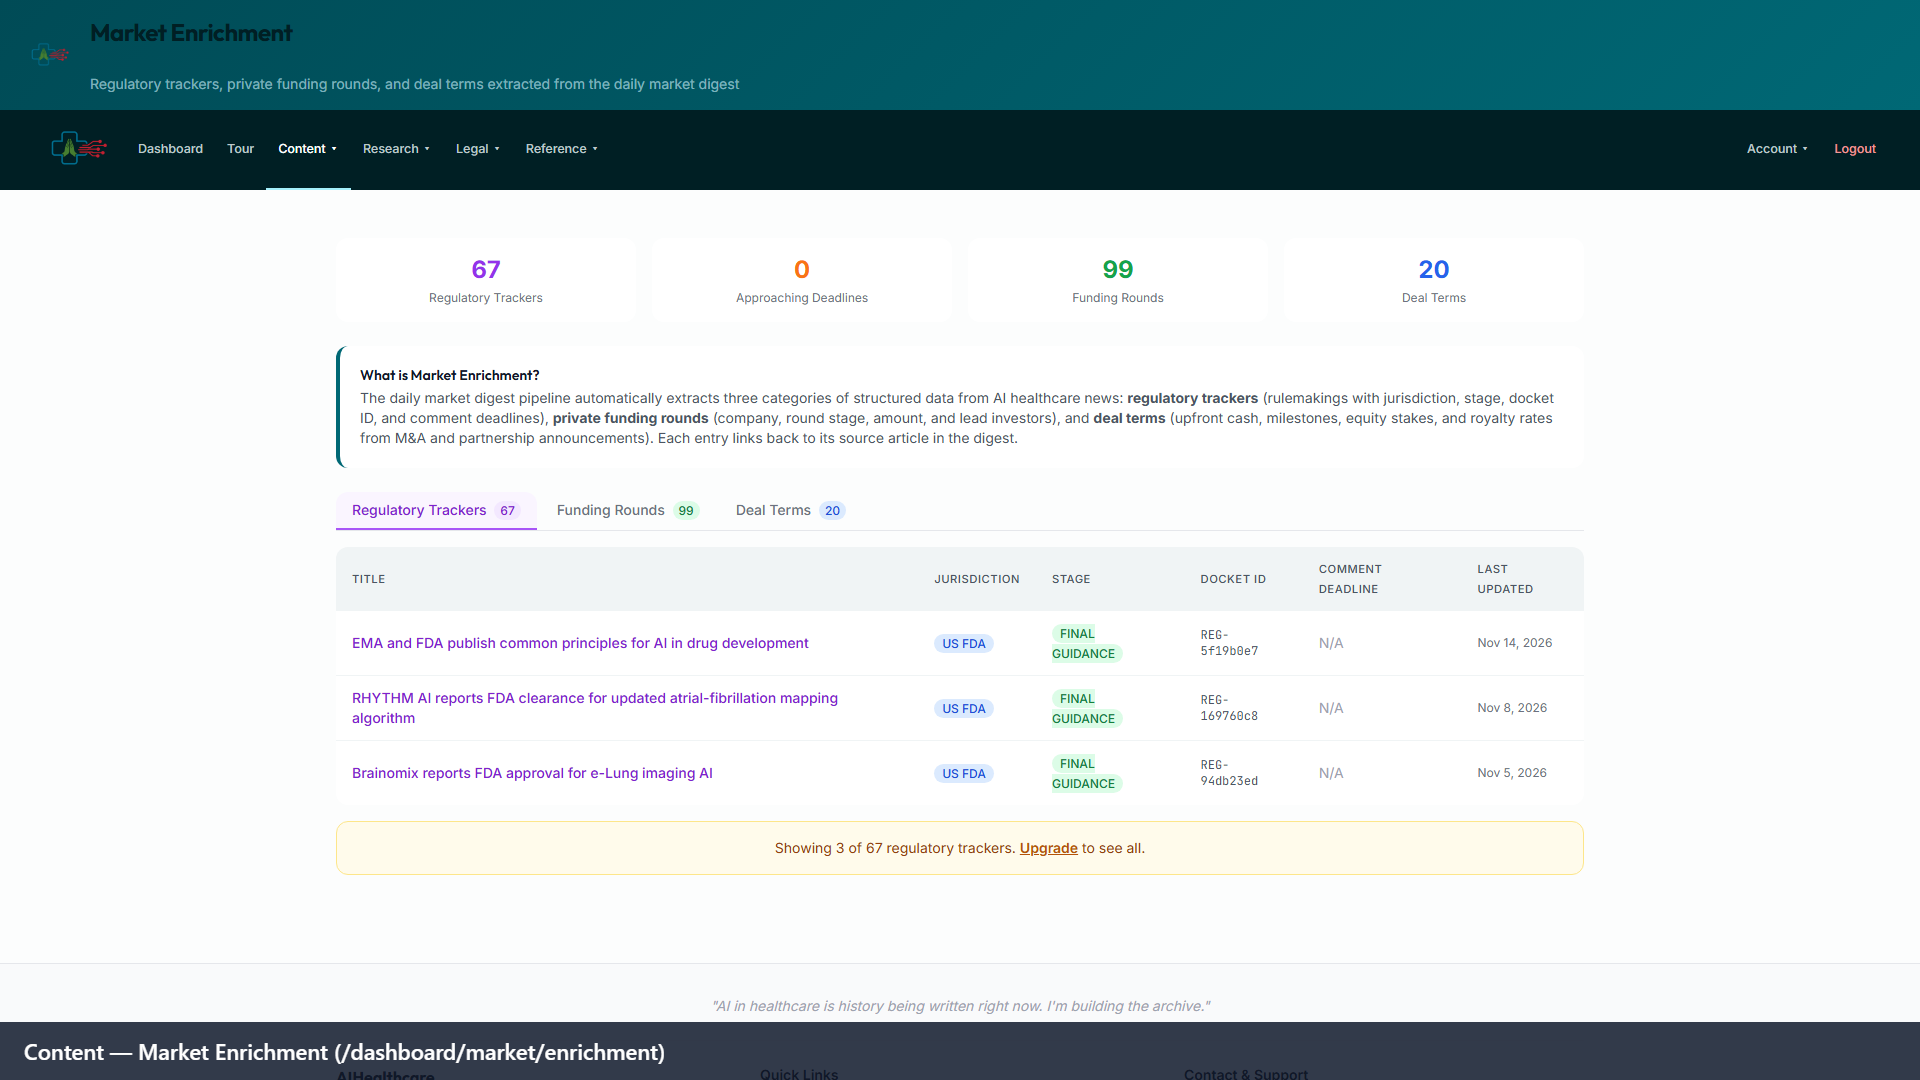 Market Enrichment
Regulatory trackers, private funding rounds, and deal terms extracted from the daily market digest
Dashboard Tour Content Research Legal Reference Account Logout
67 0 99 20
Regulatory Trackers Approaching Deadlines Funding Rounds Deal Terms
What is Market Enrichment?
The daily market digest pipeline automatically extracts three categories of structured data from AI healthcare news: regulatory trackers (rulemakings with jurisdiction, stage, docket
ID, and comment deadlines), private funding rounds (company, round stage, amount, and lead investors), and deal terms (upfront cash, milestones, equity stakes, and royalty rates
from M&A and partnership announcements). Each entry links back to its source article in the digest.
Regulatory Trackers 67 Funding Rounds 99 Deal Terms 20
TITLE JURISDICTION STAGE DOCKET ID COMMENT DEADLINE LAST UPDATED
EMA and FDA publish common principles for AI in drug development US FDA FINAL GUIDANCE REG-5f19b0e7 N/A Nov 14, 2026
RHYTHM AI reports FDA clearance for updated atrial-fibrillation mapping
algorithm US FDA FINAL GUIDANCE REG-169760c8 N/A Nov 8, 2026
Brainomix reports FDA approval for e-Lung imaging AI US FDA FINAL GUIDANCE REG-94db23ed N/A Nov 5, 2026
Showing 3 of 67 regulatory trackers. Upgrade to see all.
"AI in healthcare is history being written right now. I'm building the archive."
Content — Market Enrichment (/dashboard/market/enrichment)
AIHealthcare Quick Links Contact & Support